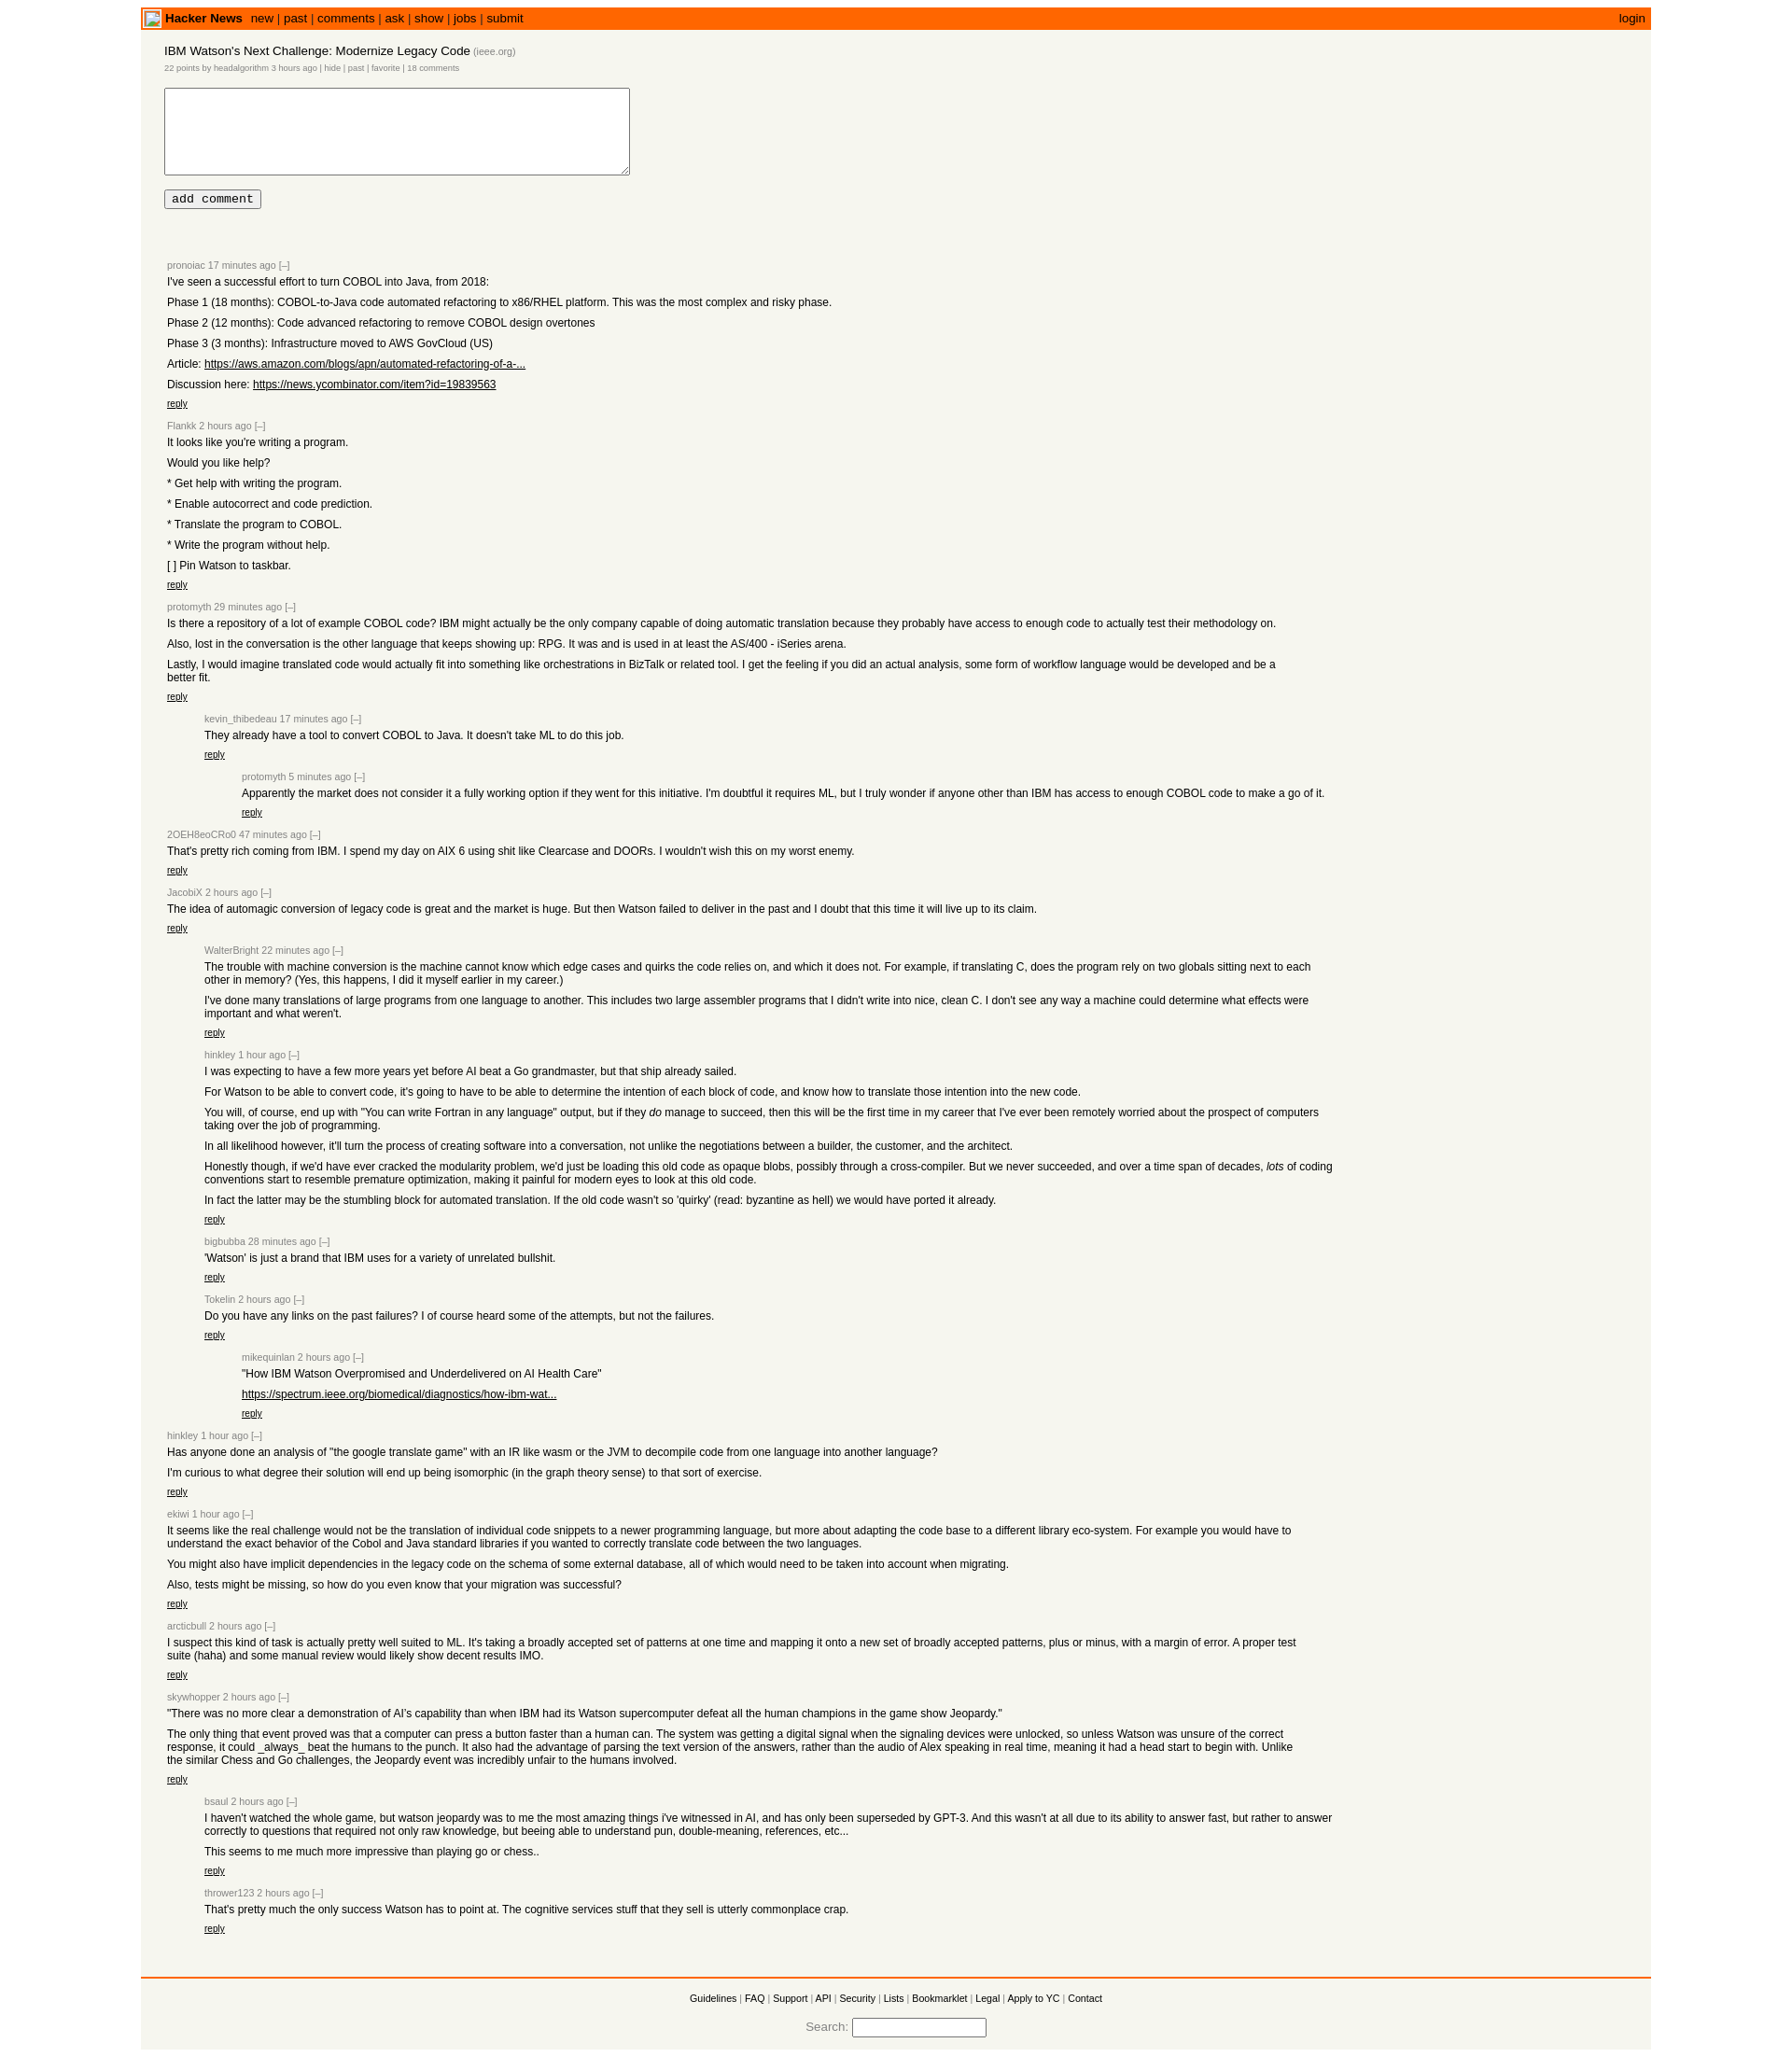 Hacker News new | past | comments | ask | show | jobs | submit login
IBM Watson's Next Challenge: Modernize Legacy Code (ieee.org)
22 points by headalgorithm 3 hours ago | hide | past | favorite | 18 comments
add comment
pronoiac 17 minutes ago [–]
I've seen a successful effort to turn COBOL into Java, from 2018:
Phase 1 (18 months): COBOL-to-Java code automated refactoring to x86/RHEL platform. This was the most complex and risky phase.
Phase 2 (12 months): Code advanced refactoring to remove COBOL design overtones
Phase 3 (3 months): Infrastructure moved to AWS GovCloud (US)
Article: https://aws.amazon.com/blogs/apn/automated-refactoring-of-a-...
Discussion here: https://news.ycombinator.com/item?id=19839563
reply
Flankk 2 hours ago [–]
It looks like you're writing a program.
Would you like help?
* Get help with writing the program.
* Enable autocorrect and code prediction.
* Translate the program to COBOL.
* Write the program without help.
[ ] Pin Watson to taskbar.
reply
protomyth 29 minutes ago [–]
Is there a repository of a lot of example COBOL code? IBM might actually be the only company capable of doing automatic translation because they probably have access to enough code to actually test their methodology on.
Also, lost in the conversation is the other language that keeps showing up: RPG. It was and is used in at least the AS/400 - iSeries arena.
Lastly, I would imagine translated code would actually fit into something like orchestrations in BizTalk or related tool. I get the feeling if you did an actual analysis, some form of workflow language would be developed and be a
better fit.
reply
kevin_thibedeau 17 minutes ago [–]
They already have a tool to convert COBOL to Java. It doesn't take ML to do this job.
reply
protomyth 5 minutes ago [–]
Apparently the market does not consider it a fully working option if they went for this initiative. I'm doubtful it requires ML, but I truly wonder if anyone other than IBM has access to enough COBOL code to make a go of it.
reply
2OEH8eoCRo0 47 minutes ago [–]
That's pretty rich coming from IBM. I spend my day on AIX 6 using shit like Clearcase and DOORs. I wouldn't wish this on my worst enemy.
reply
JacobiX 2 hours ago [–]
The idea of automagic conversion of legacy code is great and the market is huge. But then Watson failed to deliver in the past and I doubt that this time it will live up to its claim.
reply
WalterBright 22 minutes ago [–]
The trouble with machine conversion is the machine cannot know which edge cases and quirks the code relies on, and which it does not. For example, if translating C, does the program rely on two globals sitting next to each
other in memory? (Yes, this happens, I did it myself earlier in my career.)
I've done many translations of large programs from one language to another. This includes two large assembler programs that I didn't write into nice, clean C. I don't see any way a machine could determine what effects were
important and what weren't.
reply
hinkley 1 hour ago [–]
I was expecting to have a few more years yet before AI beat a Go grandmaster, but that ship already sailed.
For Watson to be able to convert code, it's going to have to be able to determine the intention of each block of code, and know how to translate those intention into the new code.
You will, of course, end up with "You can write Fortran in any language" output, but if they do manage to succeed, then this will be the first time in my career that I've ever been remotely worried about the prospect of computers
taking over the job of programming.
In all likelihood however, it'll turn the process of creating software into a conversation, not unlike the negotiations between a builder, the customer, and the architect.
Honestly though, if we'd have ever cracked the modularity problem, we'd just be loading this old code as opaque blobs, possibly through a cross-compiler. But we never succeeded, and over a time span of decades, lots of coding
conventions start to resemble premature optimization, making it painful for modern eyes to look at this old code.
In fact the latter may be the stumbling block for automated translation. If the old code wasn't so 'quirky' (read: byzantine as hell) we would have ported it already.
reply
bigbubba 28 minutes ago [–]
'Watson' is just a brand that IBM uses for a variety of unrelated bullshit.
reply
Tokelin 2 hours ago [–]
Do you have any links on the past failures? I of course heard some of the attempts, but not the failures.
reply
mikequinlan 2 hours ago [–]
"How IBM Watson Overpromised and Underdelivered on AI Health Care"
https://spectrum.ieee.org/biomedical/diagnostics/how-ibm-wat...
reply
hinkley 1 hour ago [–]
Has anyone done an analysis of "the google translate game" with an IR like wasm or the JVM to decompile code from one language into another language?
I'm curious to what degree their solution will end up being isomorphic (in the graph theory sense) to that sort of exercise.
reply
ekiwi 1 hour ago [–]
It seems like the real challenge would not be the translation of individual code snippets to a newer programming language, but more about adapting the code base to a different library eco-system. For example you would have to
understand the exact behavior of the Cobol and Java standard libraries if you wanted to correctly translate code between the two languages.
You might also have implicit dependencies in the legacy code on the schema of some external database, all of which would need to be taken into account when migrating.
Also, tests might be missing, so how do you even know that your migration was successful?
reply
arcticbull 2 hours ago [–]
I suspect this kind of task is actually pretty well suited to ML. It's taking a broadly accepted set of patterns at one time and mapping it onto a new set of broadly accepted patterns, plus or minus, with a margin of error. A proper test
suite (haha) and some manual review would likely show decent results IMO.
reply
skywhopper 2 hours ago [–]
"There was no more clear a demonstration of AI's capability than when IBM had its Watson supercomputer defeat all the human champions in the game show Jeopardy."
The only thing that event proved was that a computer can press a button faster than a human can. The system was getting a digital signal when the signaling devices were unlocked, so unless Watson was unsure of the correct
response, it could _always_ beat the humans to the punch. It also had the advantage of parsing the text version of the answers, rather than the audio of Alex speaking in real time, meaning it had a head start to begin with. Unlike
the similar Chess and Go challenges, the Jeopardy event was incredibly unfair to the humans involved.
reply
bsaul 2 hours ago [–]
I haven't watched the whole game, but watson jeopardy was to me the most amazing things i've witnessed in AI, and has only been superseded by GPT-3. And this wasn't at all due to its ability to answer fast, but rather to answer
correctly to questions that required not only raw knowledge, but beeing able to understand pun, double-meaning, references, etc...
This seems to me much more impressive than playing go or chess..
reply
thrower123 2 hours ago [–]
That's pretty much the only success Watson has to point at. The cognitive services stuff that they sell is utterly commonplace crap.
reply
Guidelines | FAQ | Support | API | Security | Lists | Bookmarklet | Legal | Apply to YC | Contact
Search: